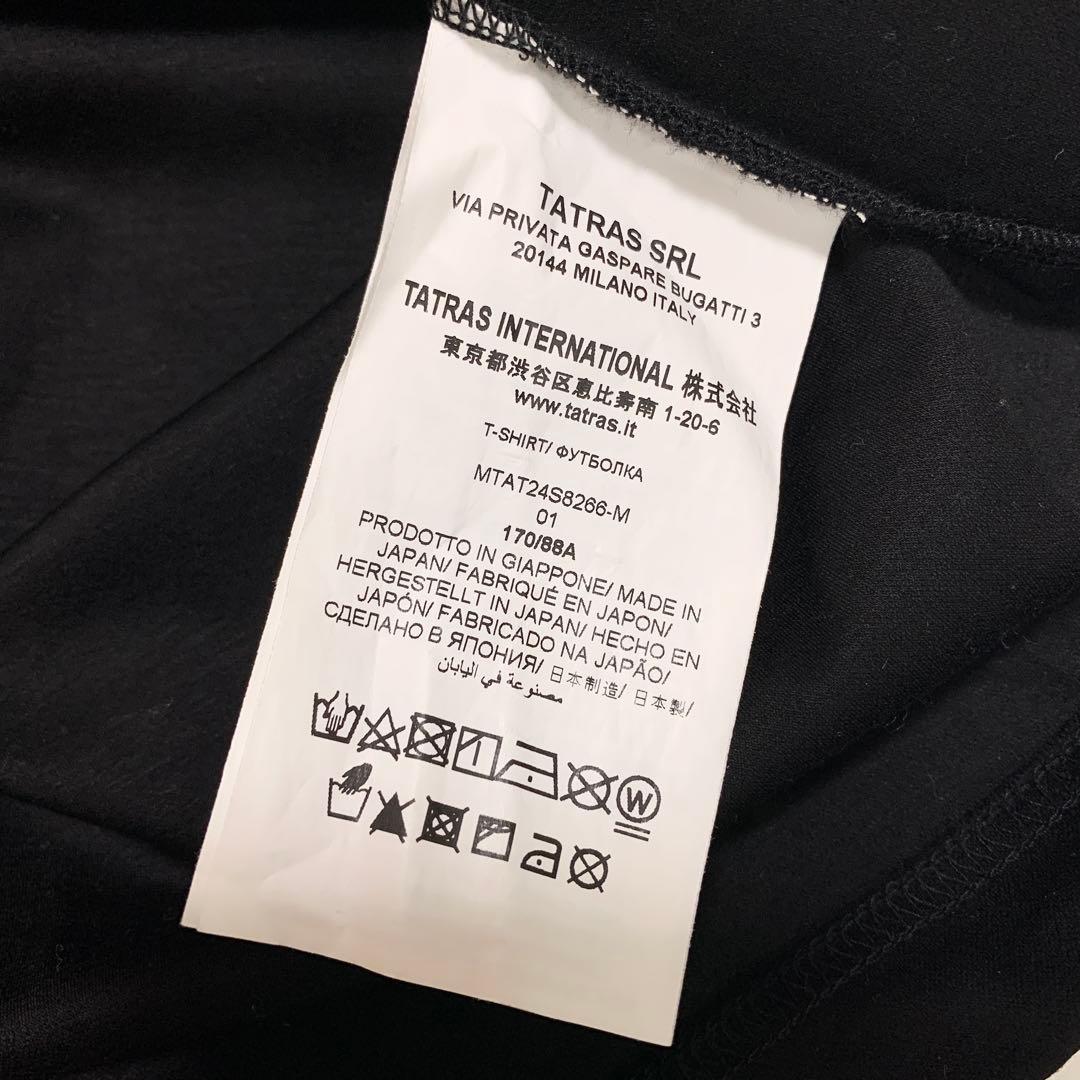 TATRAS SRL
VIA PRIVATA GASPARE BUGATTI 3
20144 MILANO ITALY
TATRAS INTERNATIONAL 株式会社
東京都渋谷区恵比寿南 1-20-6
www.tatras.it
T-SHIRT/ ФУТБОЛКА
MTAT24S8266-M
01
170/88A
PRODOTTO IN GIAPPONE/ MADE IN
JAPAN/ FABRIQUÉ EN JAPON/
HERGESTELLT IN JAPAN/ HECHO EN
JAPÓN/ FABRICADO NA JAPÃO/
СДЕЛАНО В ЯПОНИЯ/ 日本制造/ 日本製/
مصنوعة في اليابان
W